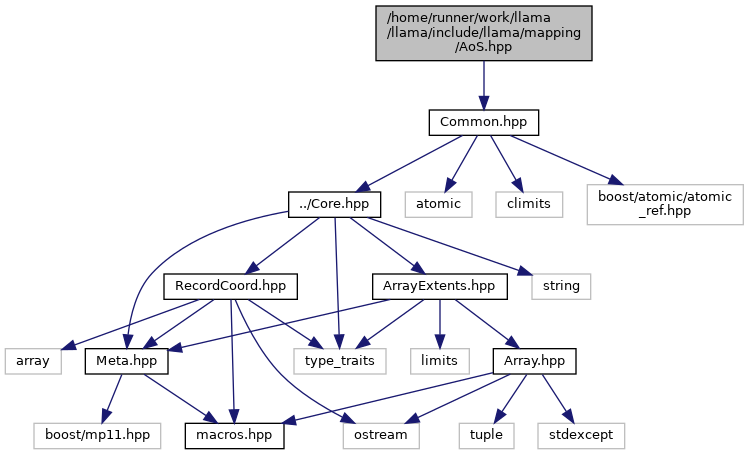 /home/runner/work/llama
/llama/include/llama/mapping
/AoS.hpp
Common.hpp
../Core.hpp
atomic
climits
boost/atomic/atomic
_ref.hpp
RecordCoord.hpp
ArrayExtents.hpp
string
array
Meta.hpp
type_traits
limits
Array.hpp
boost/mp11.hpp
macros.hpp
ostream
tuple
stdexcept